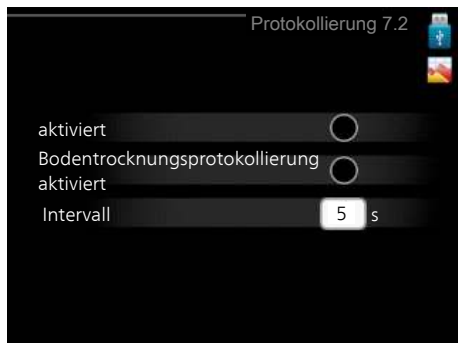 Protokollierung 7.2
aktiviert
Bodentrocknungsprotokollierung
aktiviert
Intervall 5 s